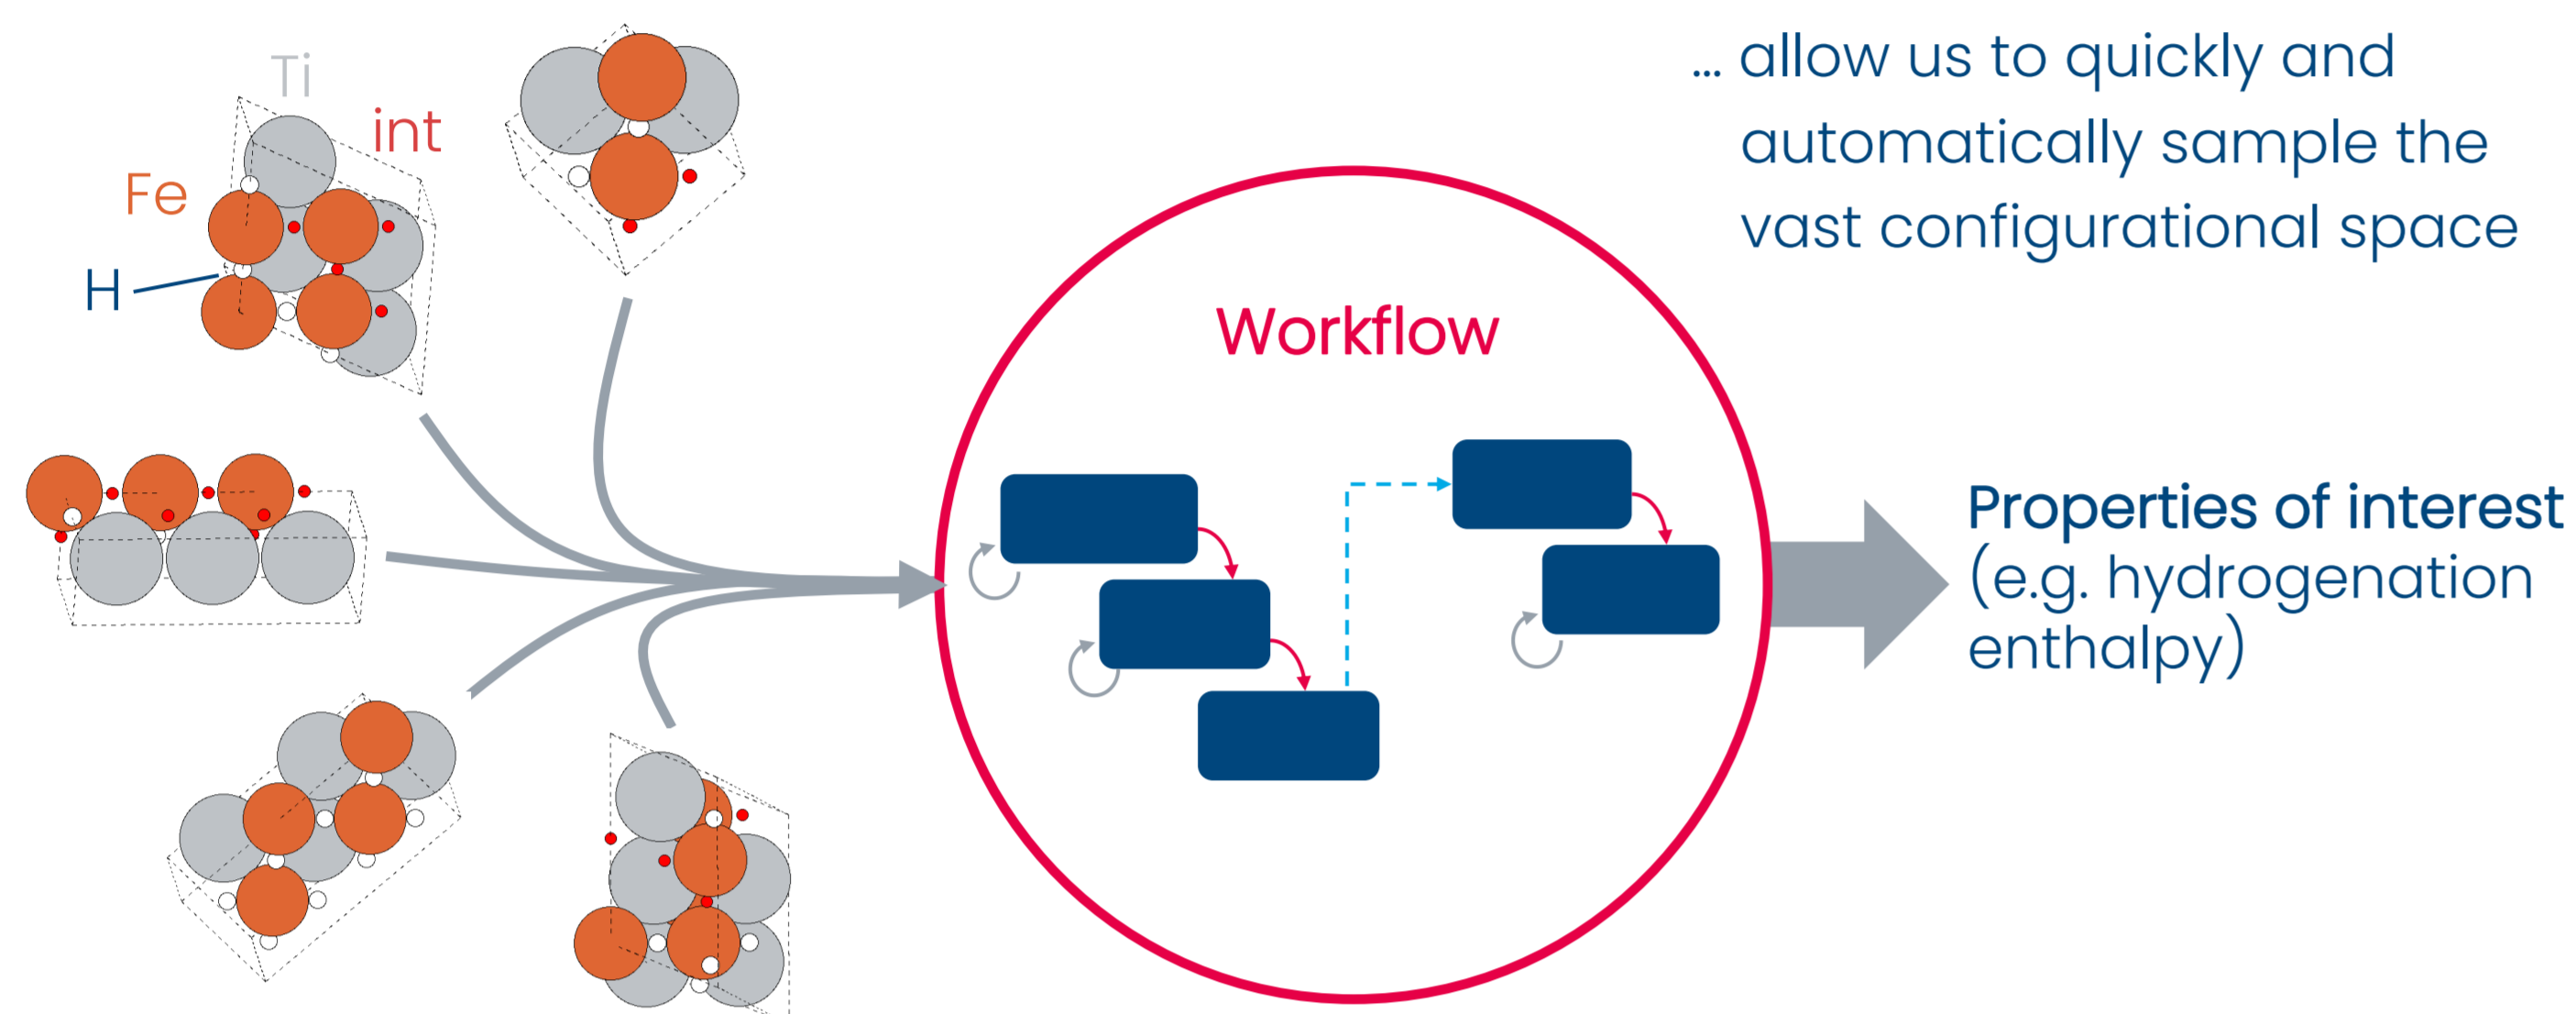 Ti
int
Fe
H
... allow us to quickly and
automatically sample the
vast configurational space
Workflow
Properties of interest
(e.g. hydrogenation
enthalpy)